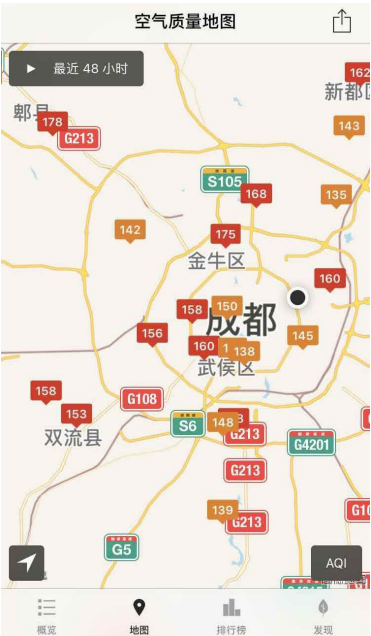 空气质量地图
最近 48 小时
162
新都区
郫县
178
G213
143
S105
168
135
142
175
金牛区
160
158
150
成都
156
145
160
138
武侯区
158
G108
153
148
S6
G213
双流县
G4201
G213
139
G213
G5
AQI
概览
地图
排行榜
发现